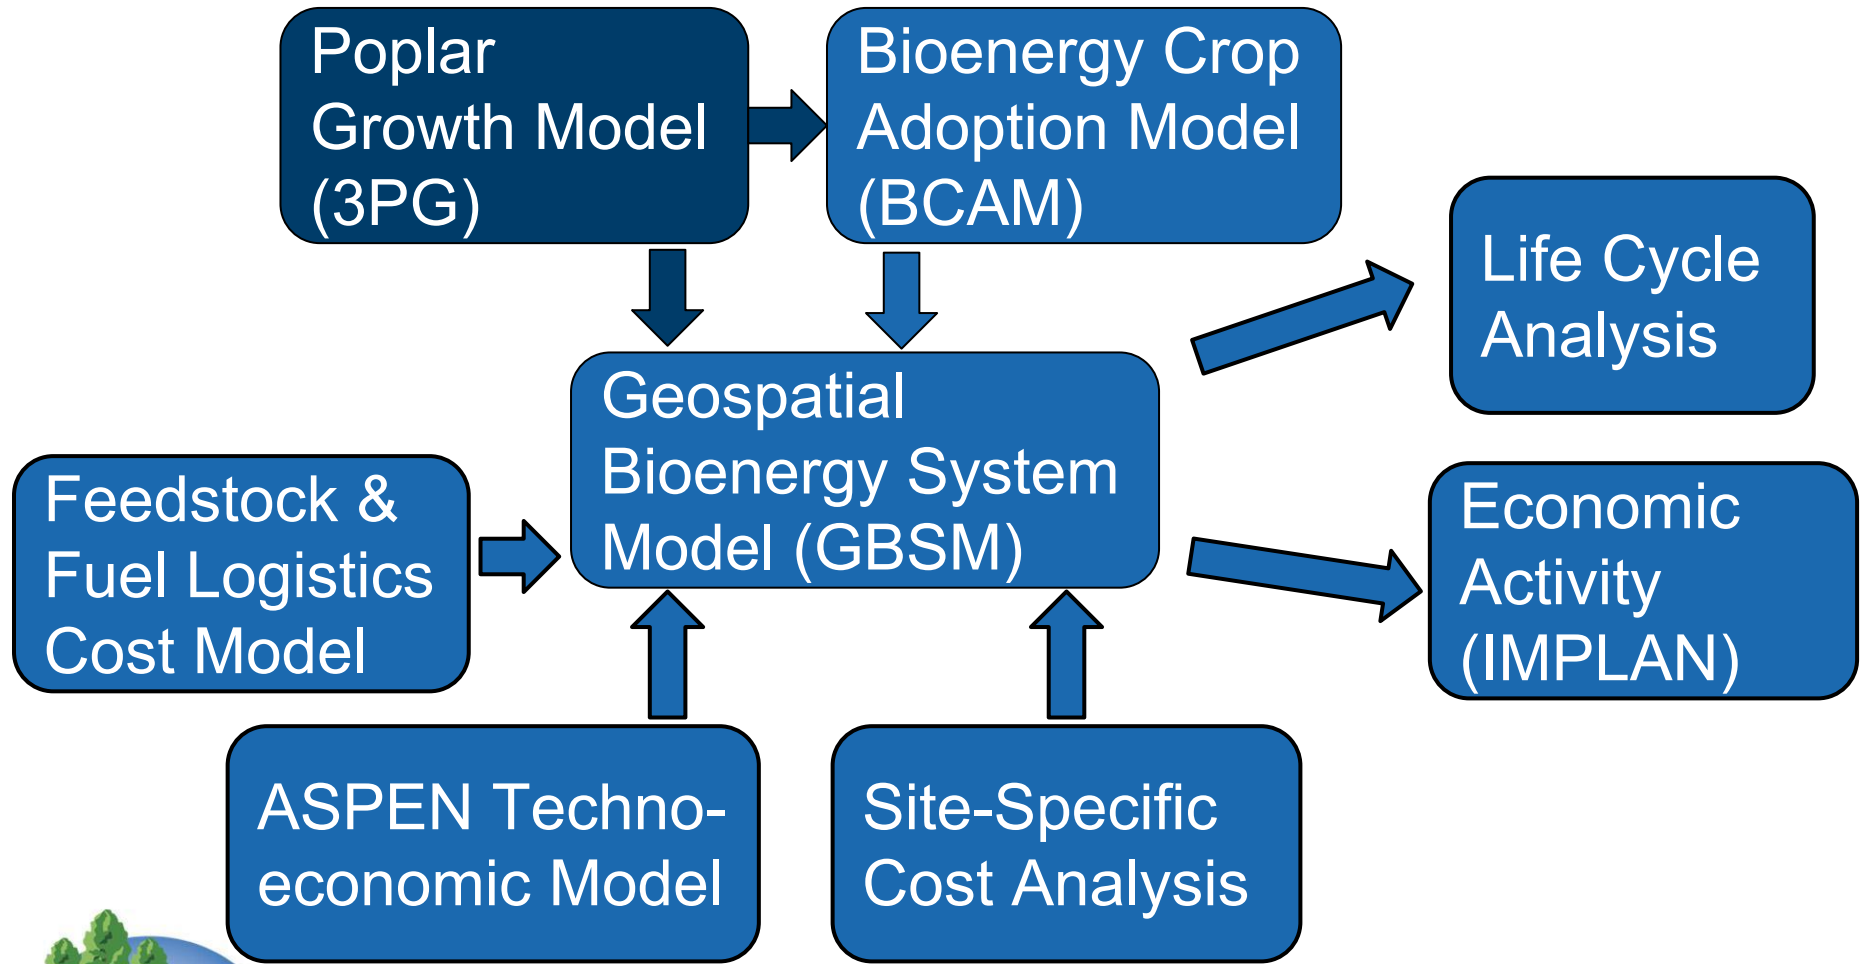 Poplar
Growth Model
(3PG)
Bioenergy Crop
Adoption Model
(BCAM)
Life Cycle
Analysis
Geospatial
Bioenergy System
Model (GBSM)
Feedstock &
Fuel Logistics
Cost Model
Economic
Activity
(IMPLAN)
ASPEN Techno-
economic Model
Site-Specific
Cost Analysis